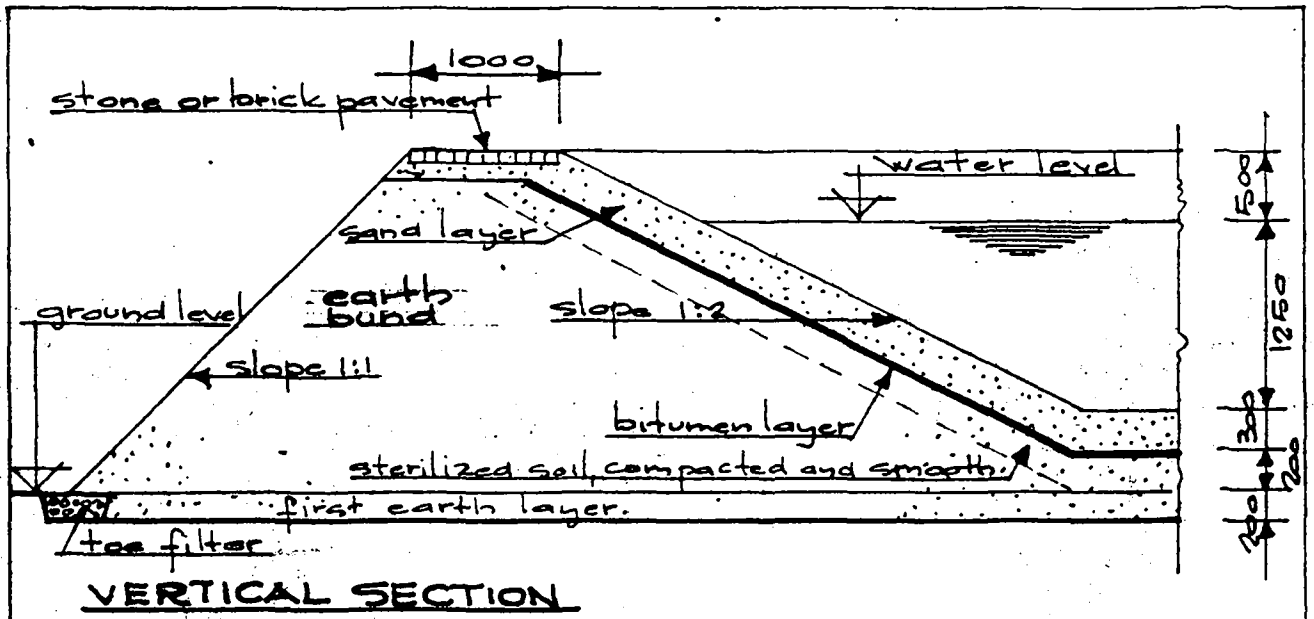 1000
stone or brick pavement
water level
500
sand layer
earth
bund
ground level
slope 1:2
1250
slope 1:1
bitumen layer
300
sterilized soil, compacted and smooth.
200
first earth layer.
200
toe filter
VERTICAL SECTION